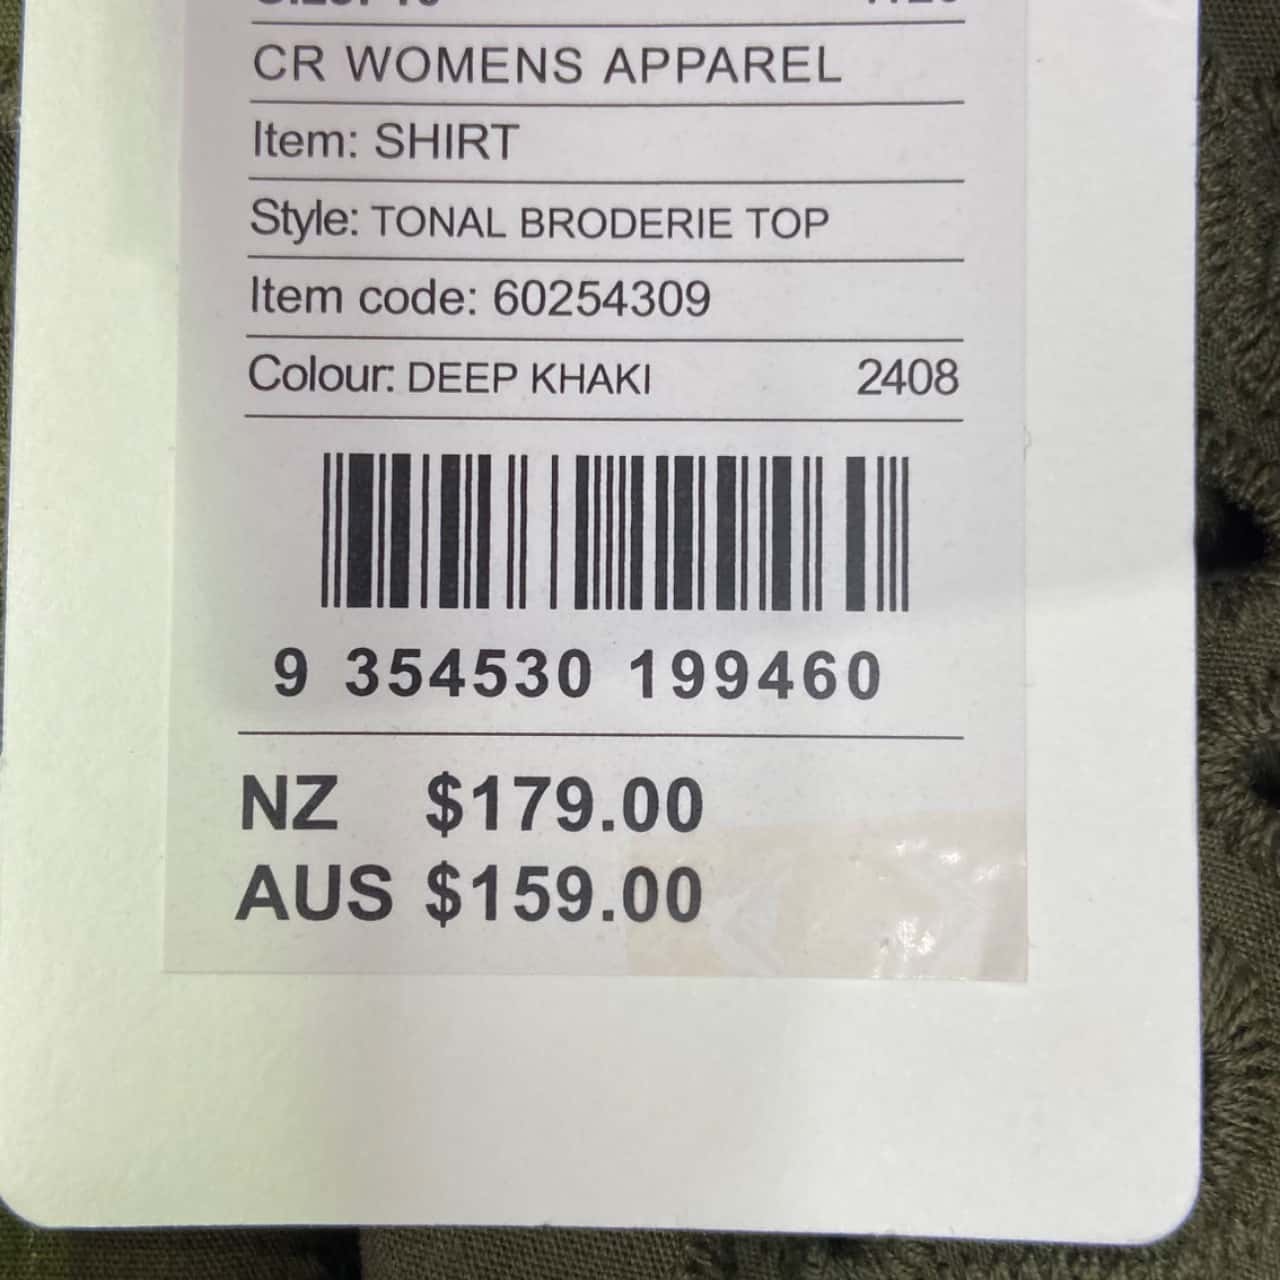 CR WOMENS APPAREL
Item: SHIRT
Style: TONAL BRODERIE TOP
Item code: 60254309
Colour: DEEP KHAKI 2408
9 354530 199460
NZ $179.00
AUS $159.00